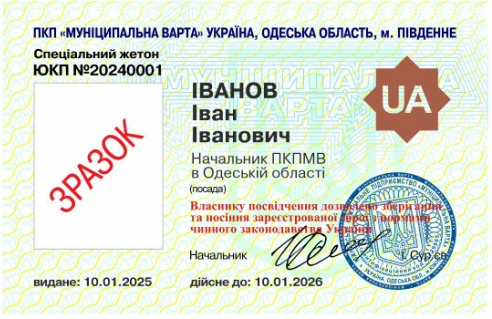 ПКП «МУНІЦИПАЛЬНА ВАРТА» УКРАЇНА, ОДЕСЬКА ОБЛАСТЬ, м. ПІВДЕННЕ
Спеціальний жетон
ЮКП №20240001
МУНІЦИПАЛЬНА
ВАРТА
ІВАНОВ
Іван
Іванович
UA
ЗРАЗОК
Начальник ПКПМВ
в Одеській області
(посада)
Власнику посвідчення дозволено зберігання
та носіння зареєстрованої зброї з нормами
чинного законодавства України
Начальник
І. Сур.єв
видане: 10.01.2025
дійсне до: 10.01.2026